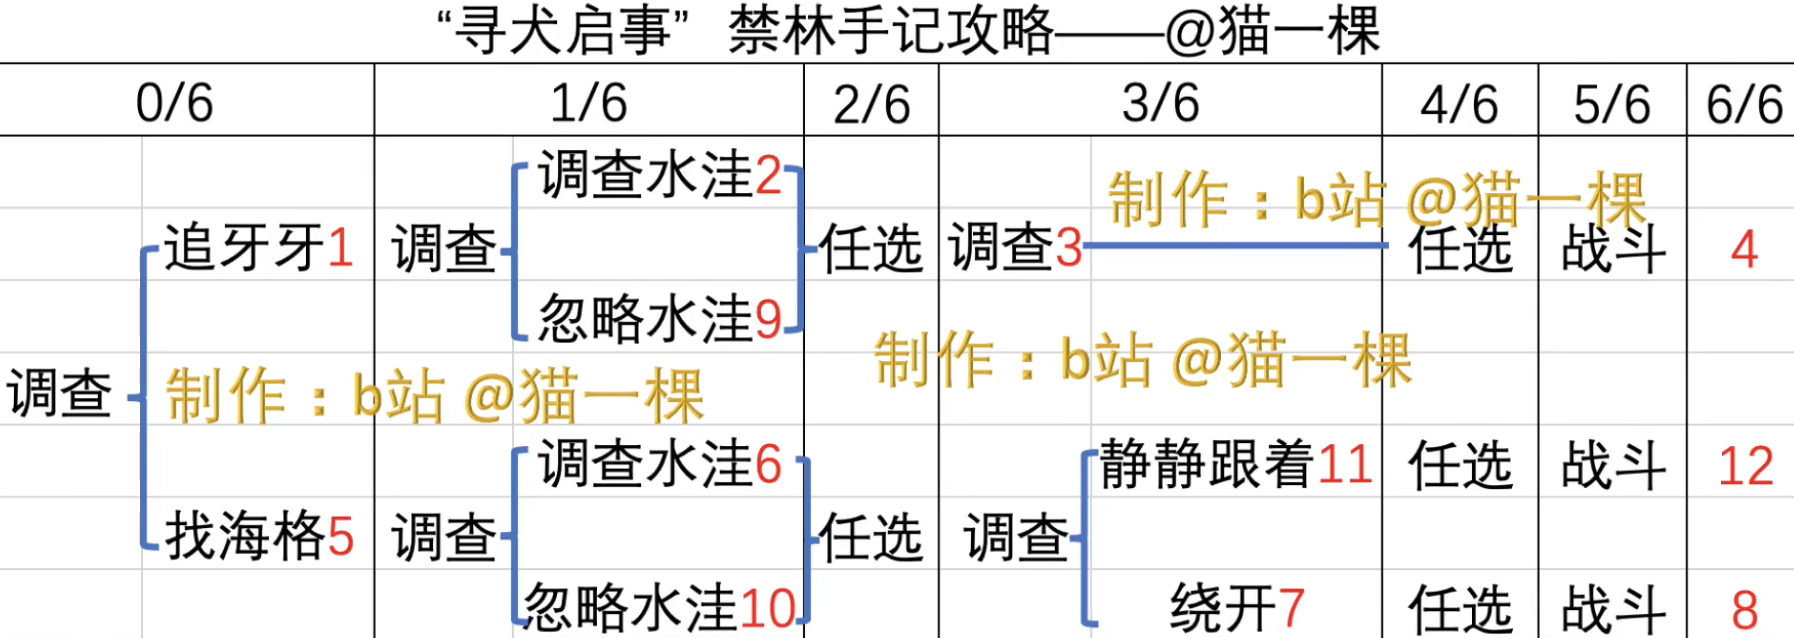 “寻犬启事” 禁林手记攻略——@猫一棵
0/6 1/6 2/6 3/6 4/6 5/6 6/6
调查水洼2
制作：b站 @猫一棵
追牙牙1 调查 任选 调查3 任选 战斗 4
忽略水洼9
制作：b站 @猫一棵
调查 制作：b站 @猫一棵
调查水洼6 静静跟着11 任选 战斗 12
找海格5 调查 任选 调查
忽略水洼10 绕开7 任选 战斗 8